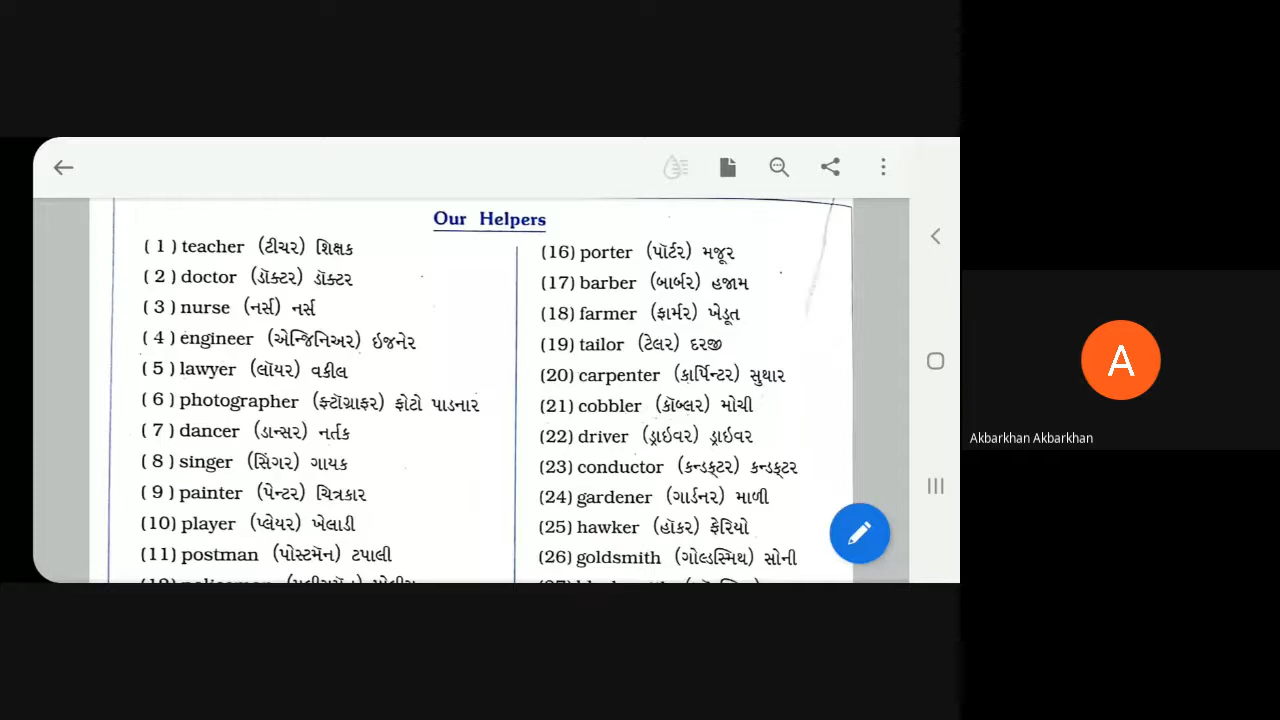 Our Helpers
( 1 ) teacher (ટીચર) શિક્ષક
( 2 ) doctor (ડૉક્ટર) ડૉક્ટર
( 3 ) nurse (નર્સ) નર્સ
( 4 ) engineer (એન્જિનિઅર) ઇજનેર
( 5 ) lawyer (લૉયર) વકીલ
( 6 ) photographer (ફ્ટૉગ્રાફર) ફોટો પાડનાર
( 7 ) dancer (ડાન્સર) નર્તક
( 8 ) singer (સિંગર) ગાયક
( 9 ) painter (પેન્ટર) ચિત્રકાર
(10) player (પ્લેયર) ખેલાડી
(11) postman (પોસ્ટમૅન) ટપાલી
(16) porter (પૉર્ટર) મજૂર
(17) barber (બાર્બર) હજામ
(18) farmer (ફાર્મર) ખેડૂત
(19) tailor (ટેલર) દરજી
(20) carpenter (કાર્પિન્ટર) સુથાર
(21) cobbler (કૉબ્લર) મોચી
(22) driver (ડ્રાઇવર) ડ્રાઇવર
(23) conductor (કન્ડક્ટર) કન્ડક્ટર
(24) gardener (ગાર્ડનર) માળી
(25) hawker (હૉકર) ફેરિયો
(26) goldsmith (ગોલ્ડસ્મિથ) સોની
A
Akbarkhan Akbarkhan